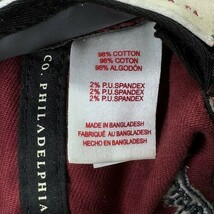 98% COTTON
98% COTON
98% ALGODÓN
2% P.U.SPANDEX
2% P.U.SPANDEX
2% P.U.SPANDEX
MADE IN BANGLADESH
FABRIQUÉ AU BANGLADESH
HECHO EN BANGLADESH
CO. PHILADELPHIA